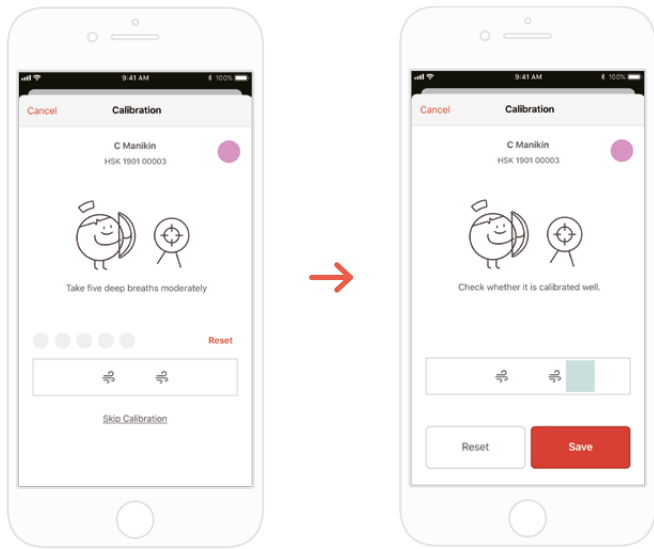 9:41 AM
100%
Cancel
Calibration
C Manikin
HSK 1901 00003
Take five deep breaths moderately
Reset
Skip Calibration
9:41 AM
100%
Cancel
Calibration
C Manikin
HSK 1901 00003
Check whether it is calibrated well.
Reset
Save